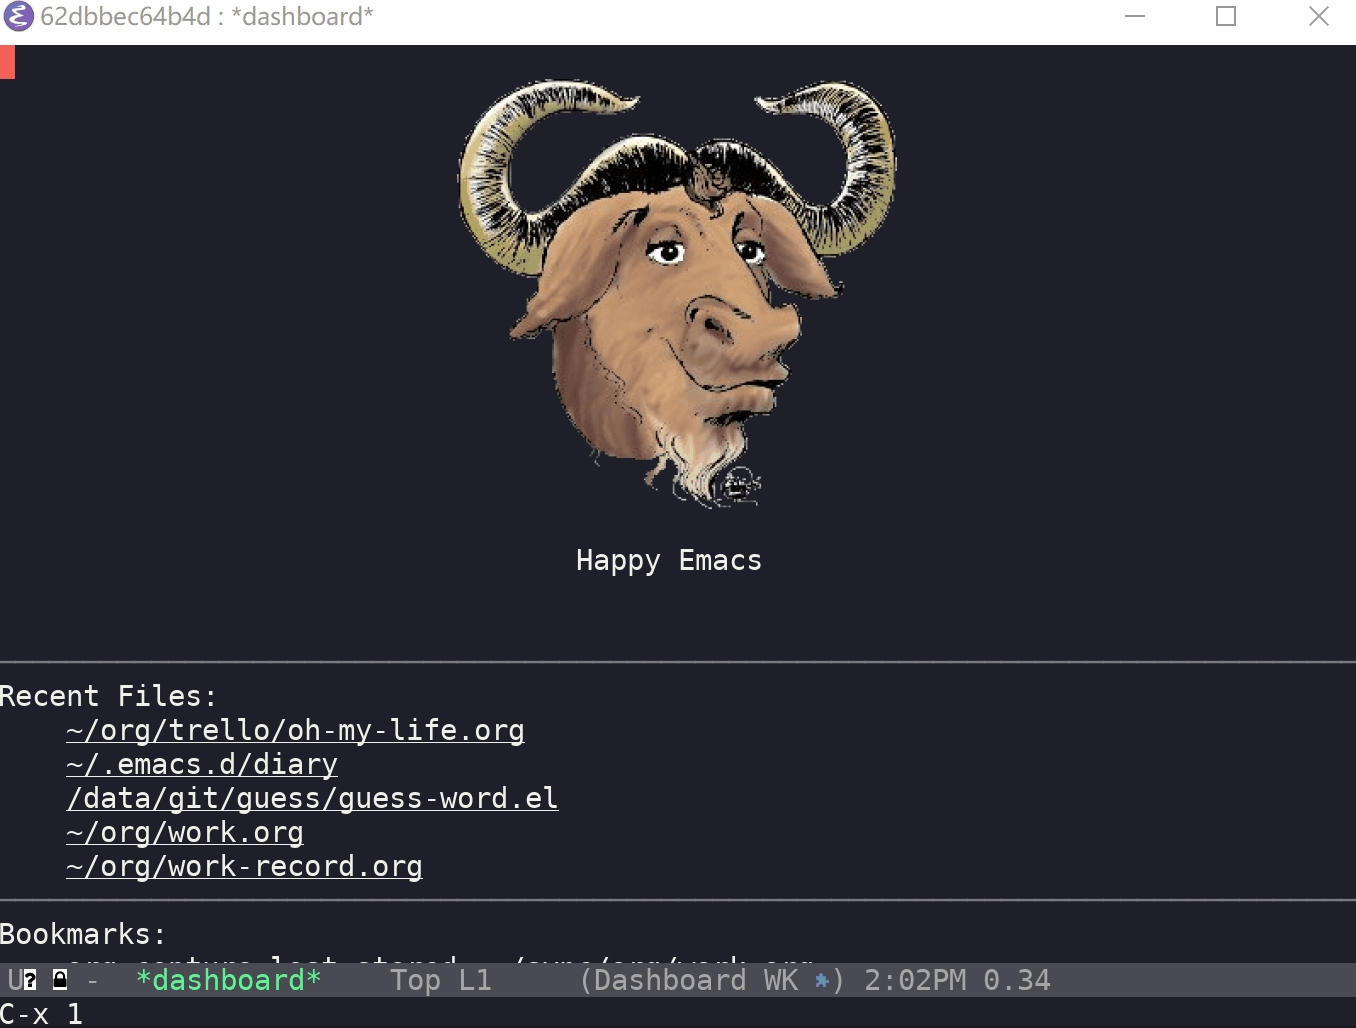 62dbbec64b4d : *dashboard*
Happy Emacs
Recent Files:
~/org/trello/oh-my-life.org
~/.emacs.d/diary
/data/git/guess/guess-word.el
~/org/work.org
~/org/work-record.org
Bookmarks:
U - *dashboard* Top L1 (Dashboard WK ) 2:02PM 0.34
C-x 1